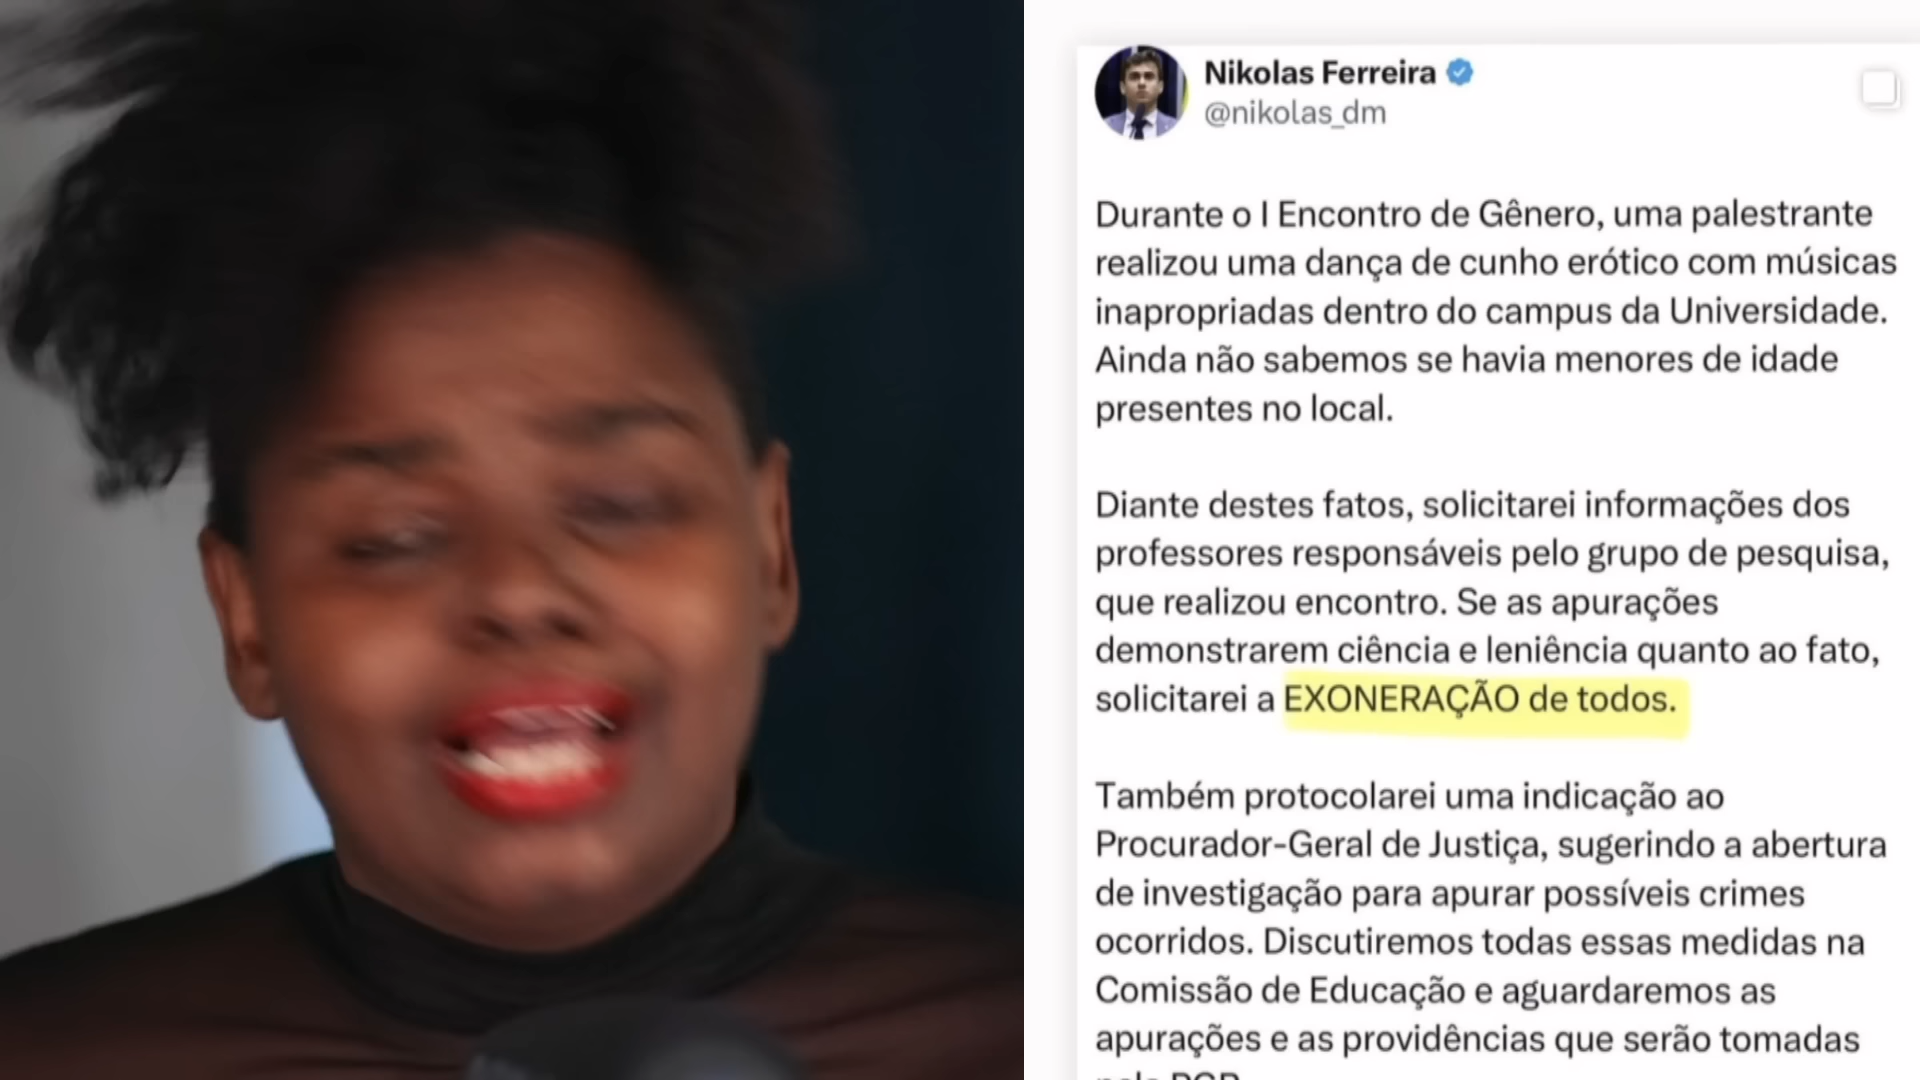 Nikolas Ferreira
@nikolas_dm
Durante o I Encontro de Gênero, uma palestrante
realizou uma dança de cunho erótico com músicas
inapropriadas dentro do campus da Universidade.
Ainda não sabemos se havia menores de idade
presentes no local.
Diante destes fatos, solicitarei informações dos
professores responsáveis pelo grupo de pesquisa,
que realizou encontro. Se as apurações
demonstrarem ciência e leniência quanto ao fato,
solicitarei a EXONERAÇÃO de todos.
Também protocolarei uma indicação ao
Procurador-Geral de Justiça, sugerindo a abertura
de investigação para apurar possíveis crimes
ocorridos. Discutiremos todas essas medidas na
Comissão de Educação e aguardaremos as
apurações e as providências que serão tomadas